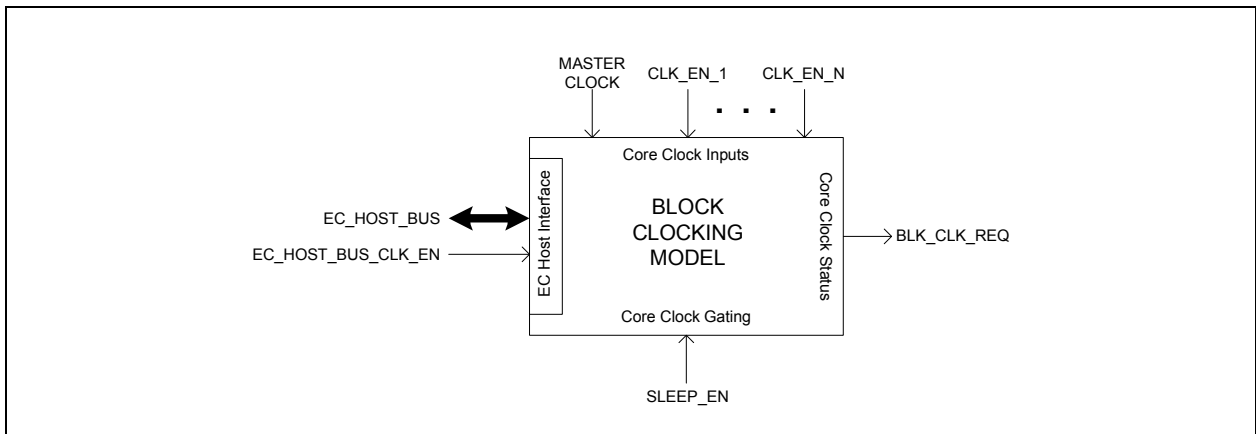 MASTER
CLOCK
CLK_EN_1
CLK_EN_N
. . .
Core Clock Inputs
EC_HOST_BUS
EC_HOST_BUS_CLK_EN
EC Host Interface
BLOCK
CLOCKING
MODEL
Core Clock Status
BLK_CLK_REQ
Core Clock Gating
SLEEP_EN